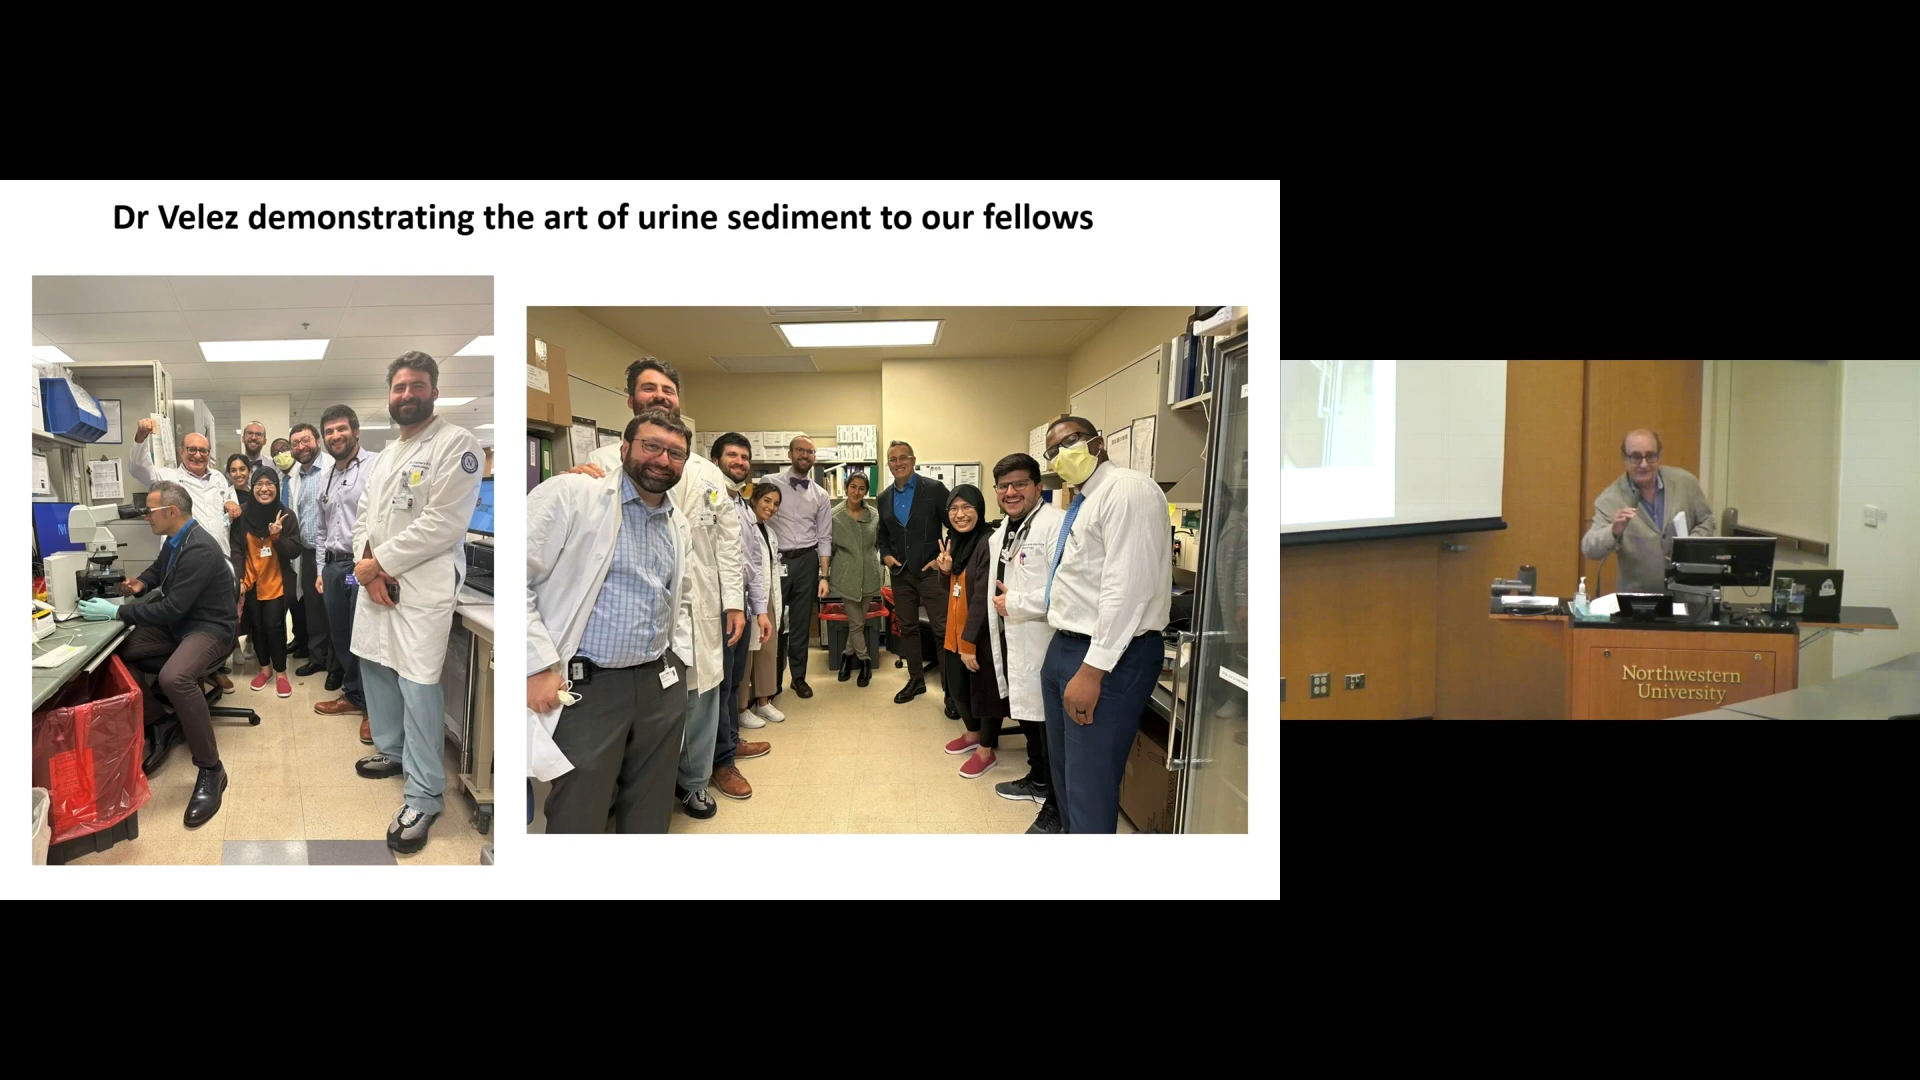 Dr Velez demonstrating the art of urine sediment to our fellows
Northwestern
University